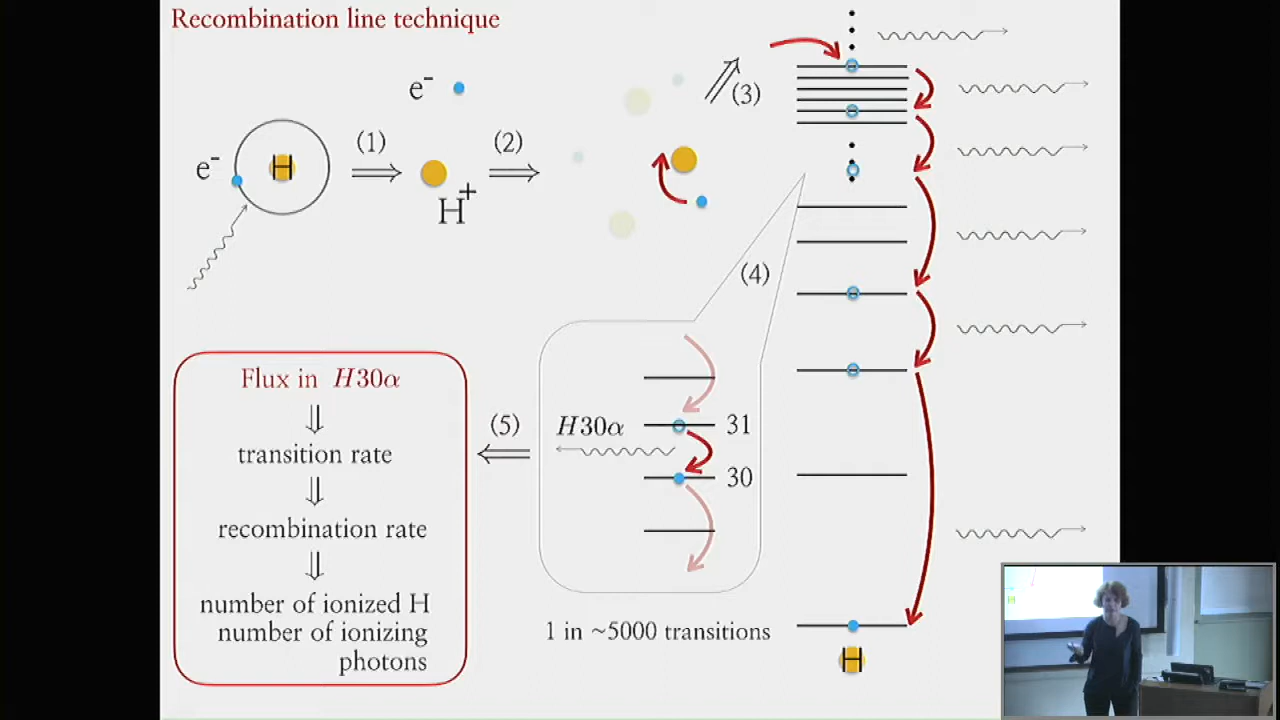 Recombination line technique
e⁻
H
(1)
e⁻
H⁺
(2)
(3)
(4)
31
H30α
30
(5)
1 in ~5000 transitions
H
Flux in H30α
⇓
transition rate
⇓
recombination rate
⇓
number of ionized H
number of ionizing
photons